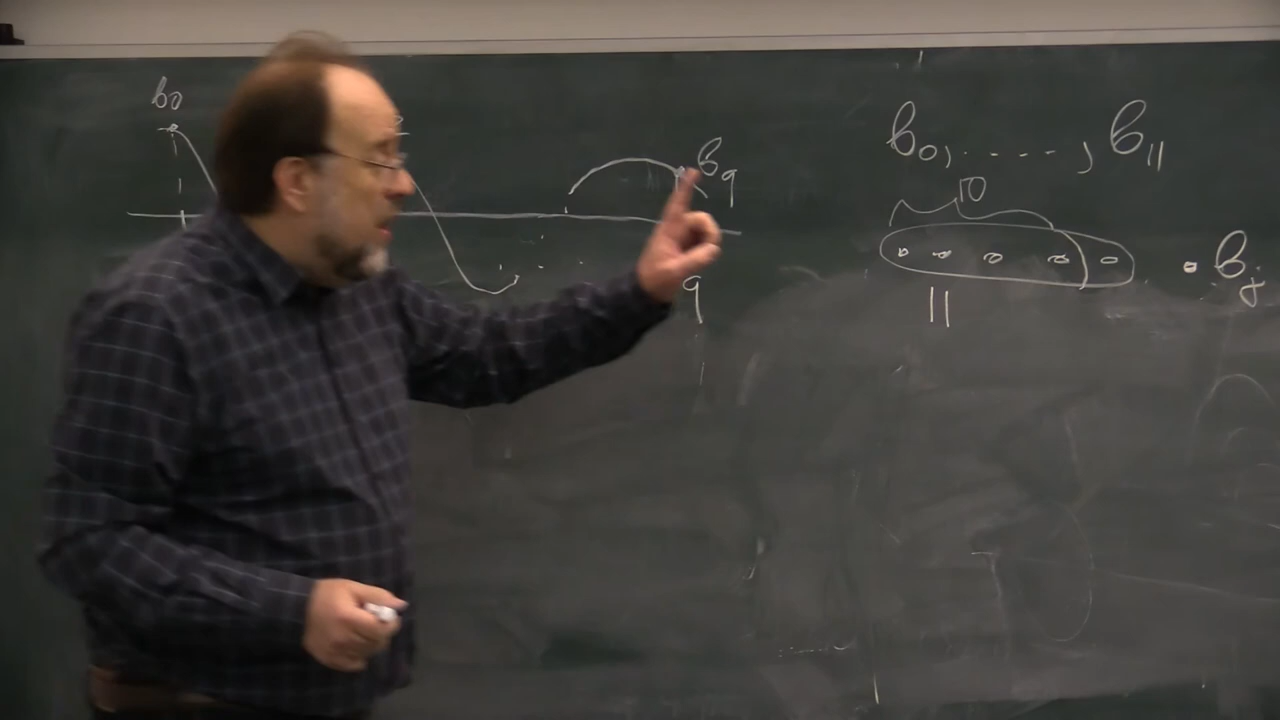 b0
b9
9
b0, ..... , b11
10
11
bj